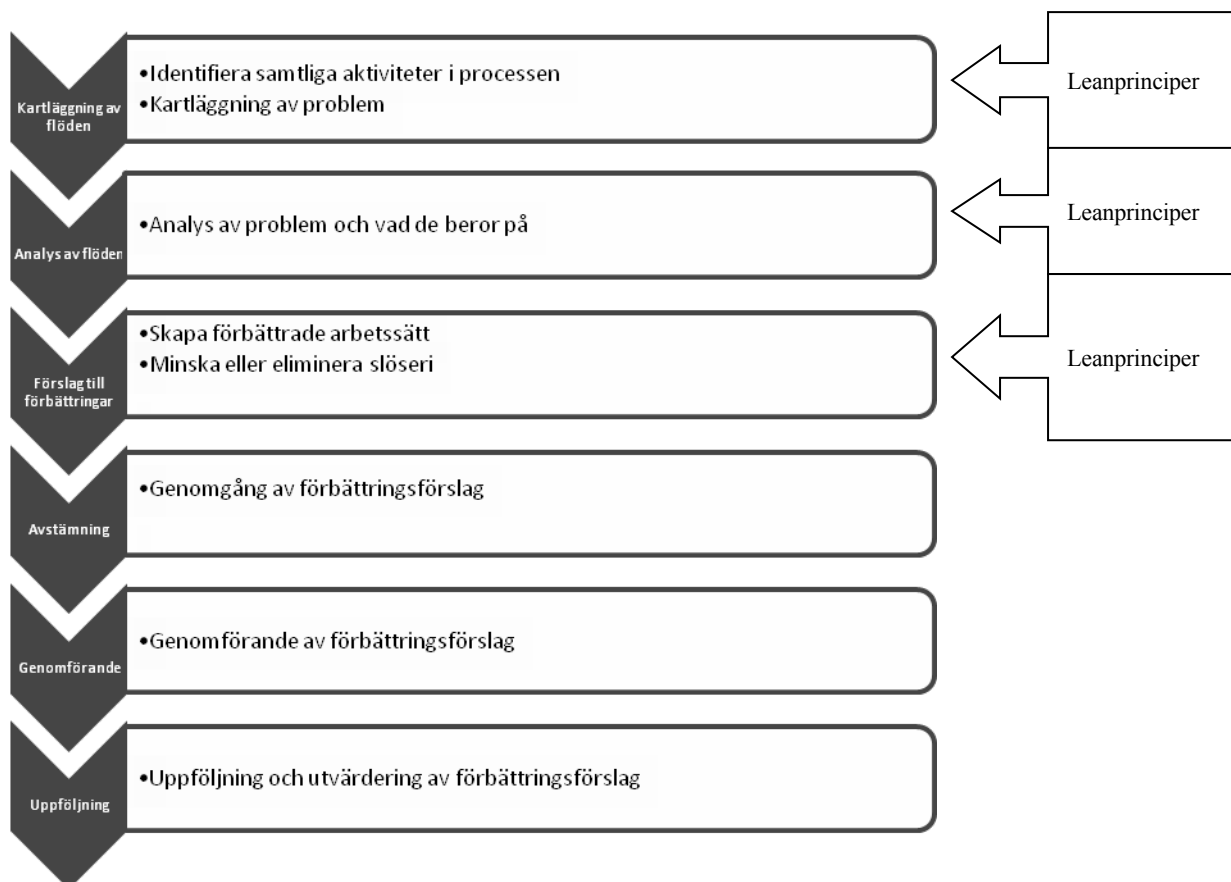 •Identifiera samtliga aktiviteter i processen
•Kartläggning av problem
Kartläggning av
flöden
Leanprinciper
•Analys av problem och vad de beror på
Analys av flöden
Leanprinciper
•Skapa förbättrade arbetssätt
•Minska eller eliminera slöseri
Förslag till
förbättringar
Leanprinciper
•Genomgång av förbättringsförslag
Avstämning
•Genomförande av förbättringsförslag
Genomförande
•Uppföljning och utvärdering av förbättringsförslag
Uppföljning